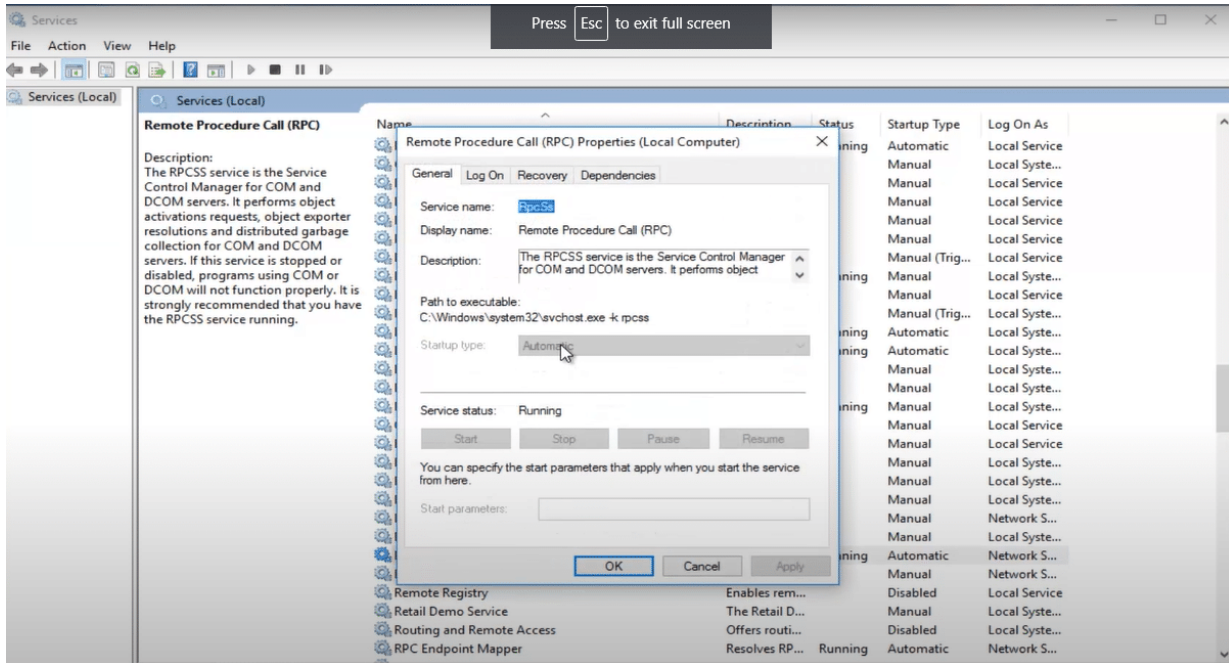 Services
Press Esc to exit full screen
File Action View Help
Services (Local)
Services (Local)
Remote Procedure Call (RPC)
Description:
The RPCSS service is the Service
Control Manager for COM and
DCOM servers. It performs object
activations requests, object exporter
resolutions and distributed garbage
collection for COM and DCOM
servers. If this service is stopped or
disabled, programs using COM or
DCOM will not function properly. It is
strongly recommended that you have
the RPCSS service running.
Name Description Status Startup Type Log On As
ning Automatic Local Service
Manual Local Syste...
Manual Local Service
Manual Local Service
Manual Local Service
Manual Local Service
Manual (Trig... Local Service
ning Manual Local Syste...
Manual Local Service
Manual (Trig... Local Syste...
ning Automatic Local Service
ning Automatic Local Syste...
Manual Local Syste...
Manual Local Syste...
ning Manual Local Syste...
Manual Local Service
Manual Local Service
Manual Local Syste...
Manual Local Syste...
Manual Local Syste...
Manual Network S...
Manual Local Syste...
ning Automatic Network S...
Manual Network S...
Remote Registry Enables rem... Disabled Local Service
Retail Demo Service The Retail D... Manual Local Syste...
Routing and Remote Access Offers routi... Disabled Local Syste...
RPC Endpoint Mapper Resolves RP... Running Automatic Network S...
Remote Procedure Call (RPC) Properties (Local Computer)
General Log On Recovery Dependencies
Service name: RpcSs
Display name: Remote Procedure Call (RPC)
Description: The RPCSS service is the Service Control Manager
for COM and DCOM servers. It performs object
Path to executable:
C:\Windows\system32\svchost.exe -k rpcss
Startup type: Automatic
Service status: Running
Start Stop Pause Resume
You can specify the start parameters that apply when you start the service
from here.
Start parameters:
OK Cancel Apply